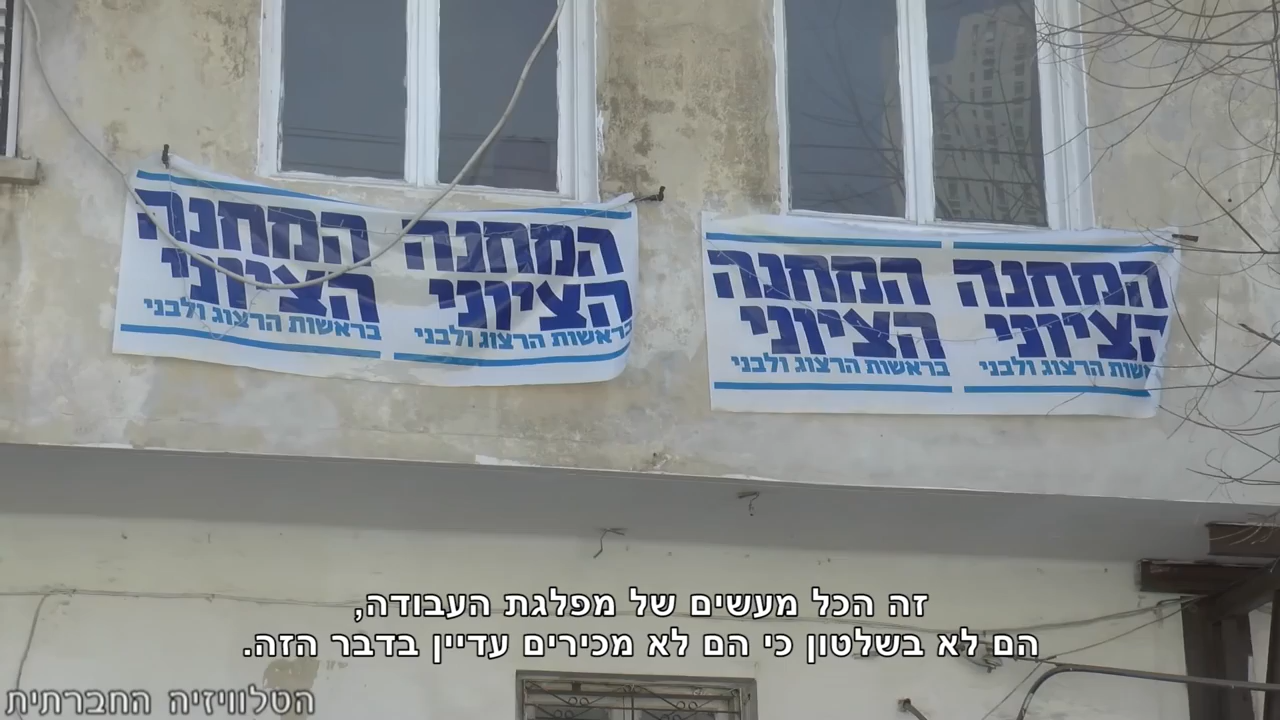 המחנה
הציוני
בראשות הרצוג ולבני
המחנה
הציוני
בראשות הרצוג ולבני
המחנה
הציוני
הרצוג ולבני
המחנה
הציוני
בראשות הרצוג ולבני
זה הכל מעשים של מפלגת העבודה,
הם לא בשלטון כי הם לא מכירים עדיין בדבר הזה.
הטלוויזיה החברתית